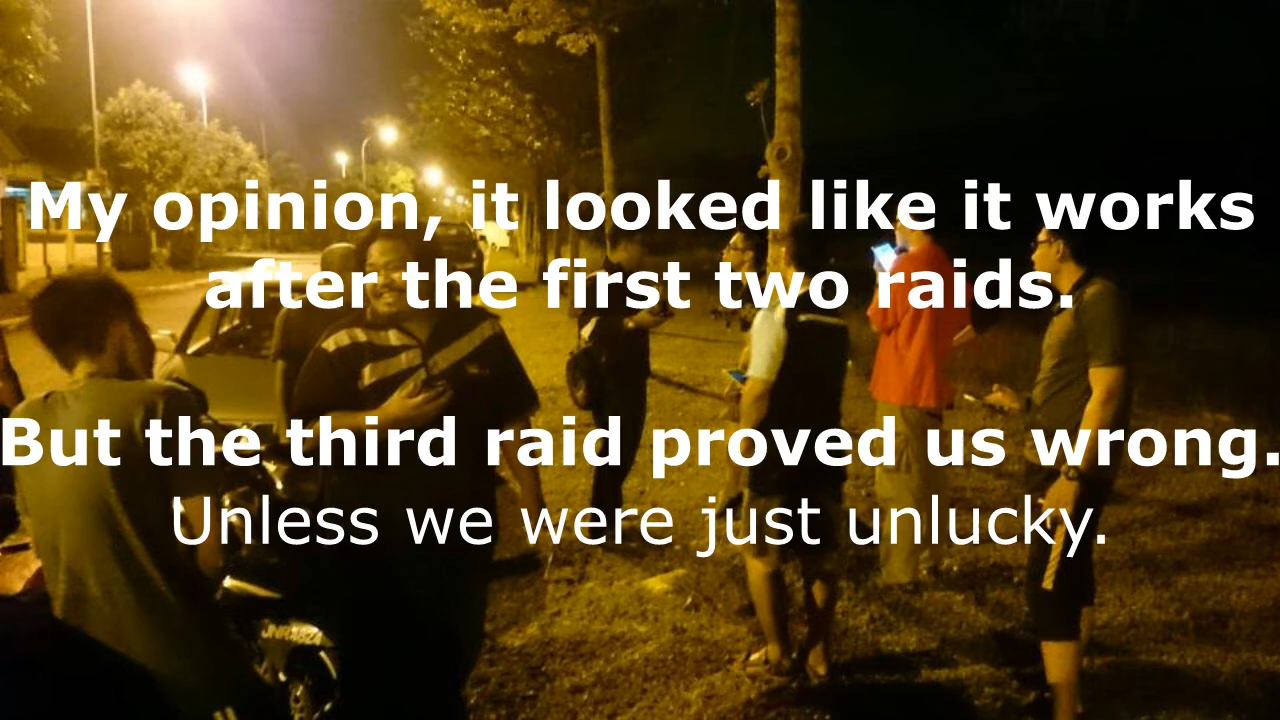 My opinion, it looked like it works
after the first two raids.
But the third raid proved us wrong.
Unless we were just unlucky.